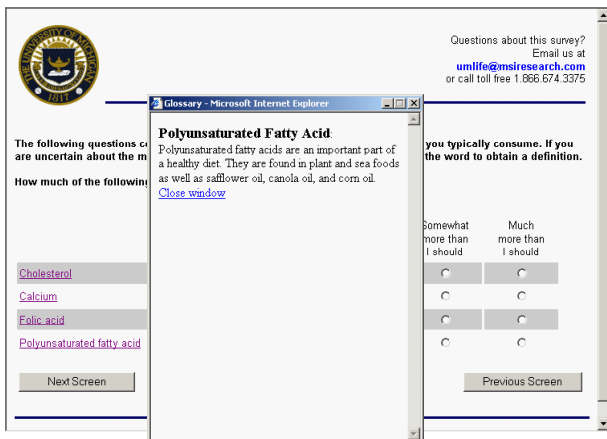 THE UNIVERSITY OF MICHIGAN
1817
Questions about this survey?
Email us at
umlife@msiresearch.com
or call toll free 1.866.674.3375
Glossary - Microsoft Internet Explorer
Polyunsaturated Fatty Acid:
Polyunsaturated fatty acids are an important part of
a healthy diet. They are found in plant and sea foods
as well as safflower oil, canola oil, and corn oil.
Close window
The following questions c
you typically consume. If you
are uncertain about the m
the word to obtain a definition.
How much of the following
Somewhat
more than
I should
Much
more than
I should
Cholesterol
Calcium
Folic acid
Polyunsaturated fatty acid
Next Screen
Previous Screen